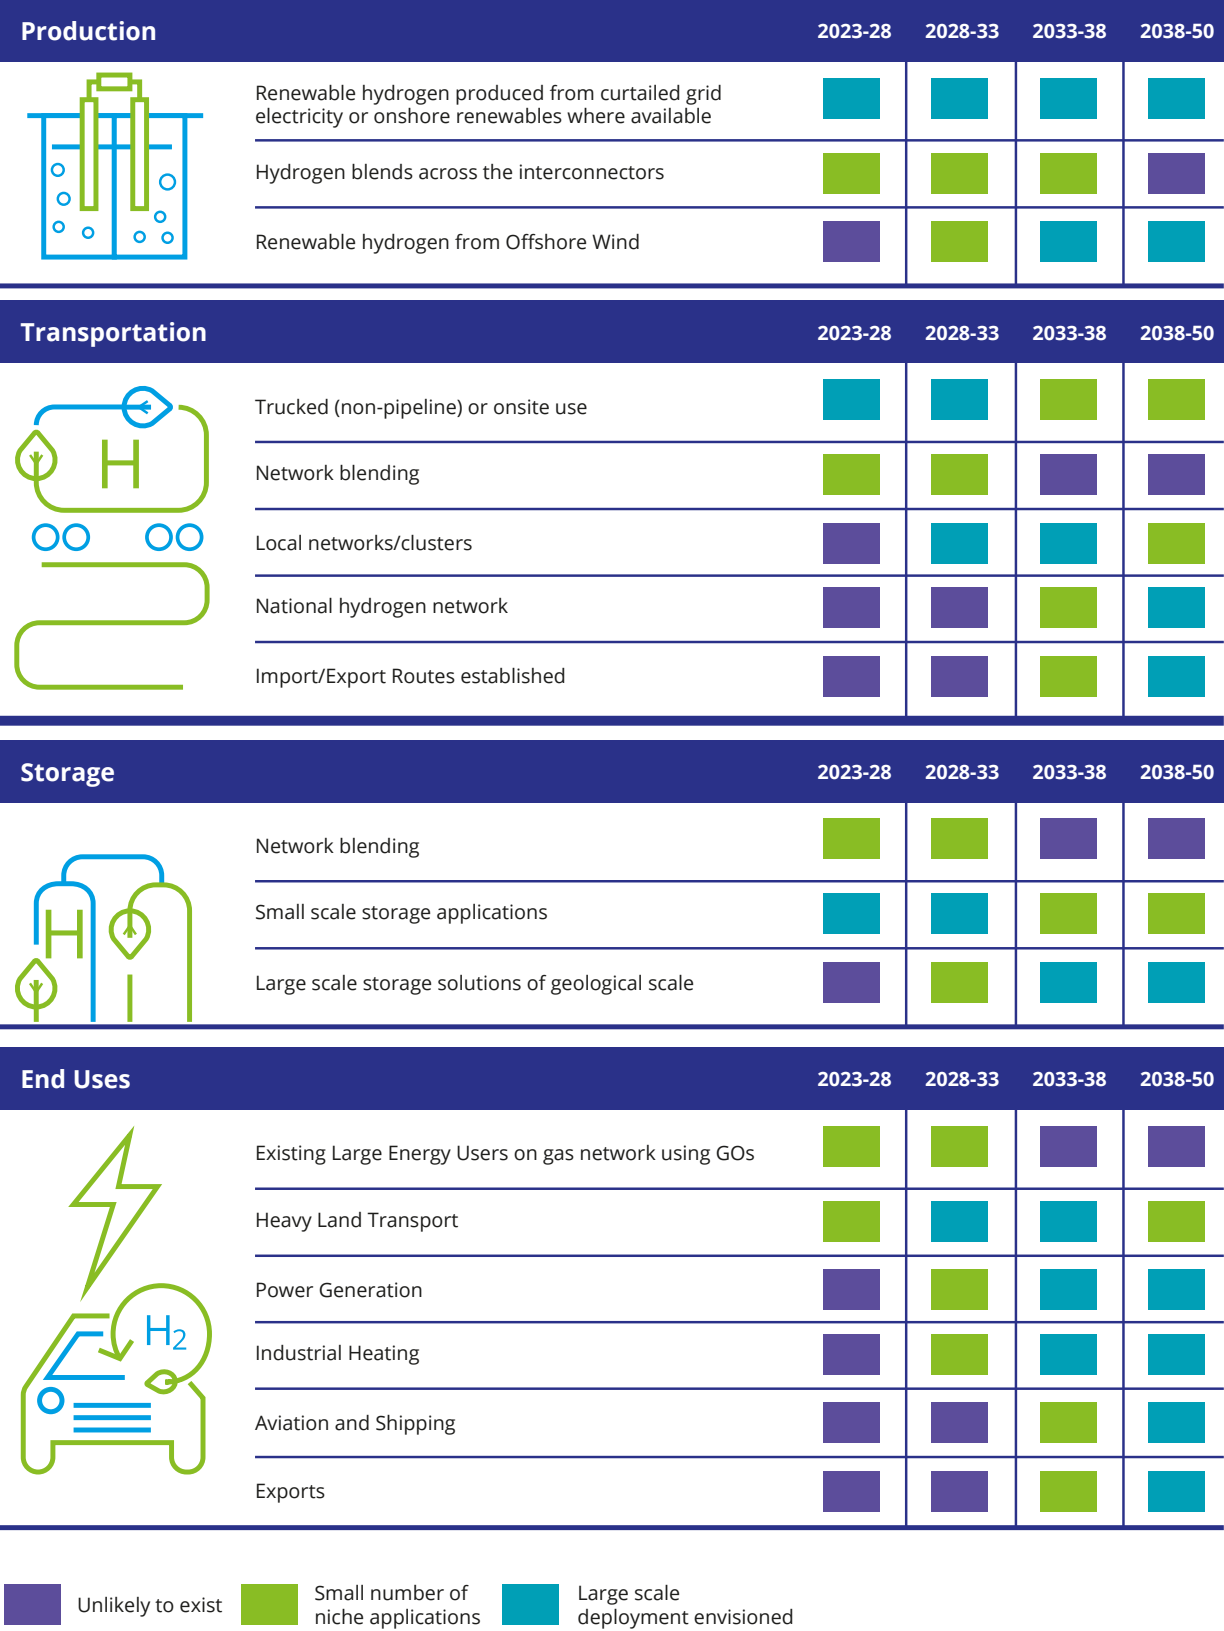 Production 2023-28 2028-33 2033-38 2038-50
Renewable hydrogen produced from curtailed grid
electricity or onshore renewables where available
Hydrogen blends across the interconnectors
Renewable hydrogen from Offshore Wind
Transportation 2023-28 2028-33 2033-38 2038-50
H
Trucked (non-pipeline) or onsite use
Network blending
Local networks/clusters
National hydrogen network
Import/Export Routes established
Storage 2023-28 2028-33 2033-38 2038-50
H
Network blending
Small scale storage applications
Large scale storage solutions of geological scale
End Uses 2023-28 2028-33 2033-38 2038-50
Existing Large Energy Users on gas network using GOs
Heavy Land Transport
Power Generation
H2
Industrial Heating
Aviation and Shipping
Exports
Unlikely to exist
Small number of
niche applications
Large scale
deployment envisioned